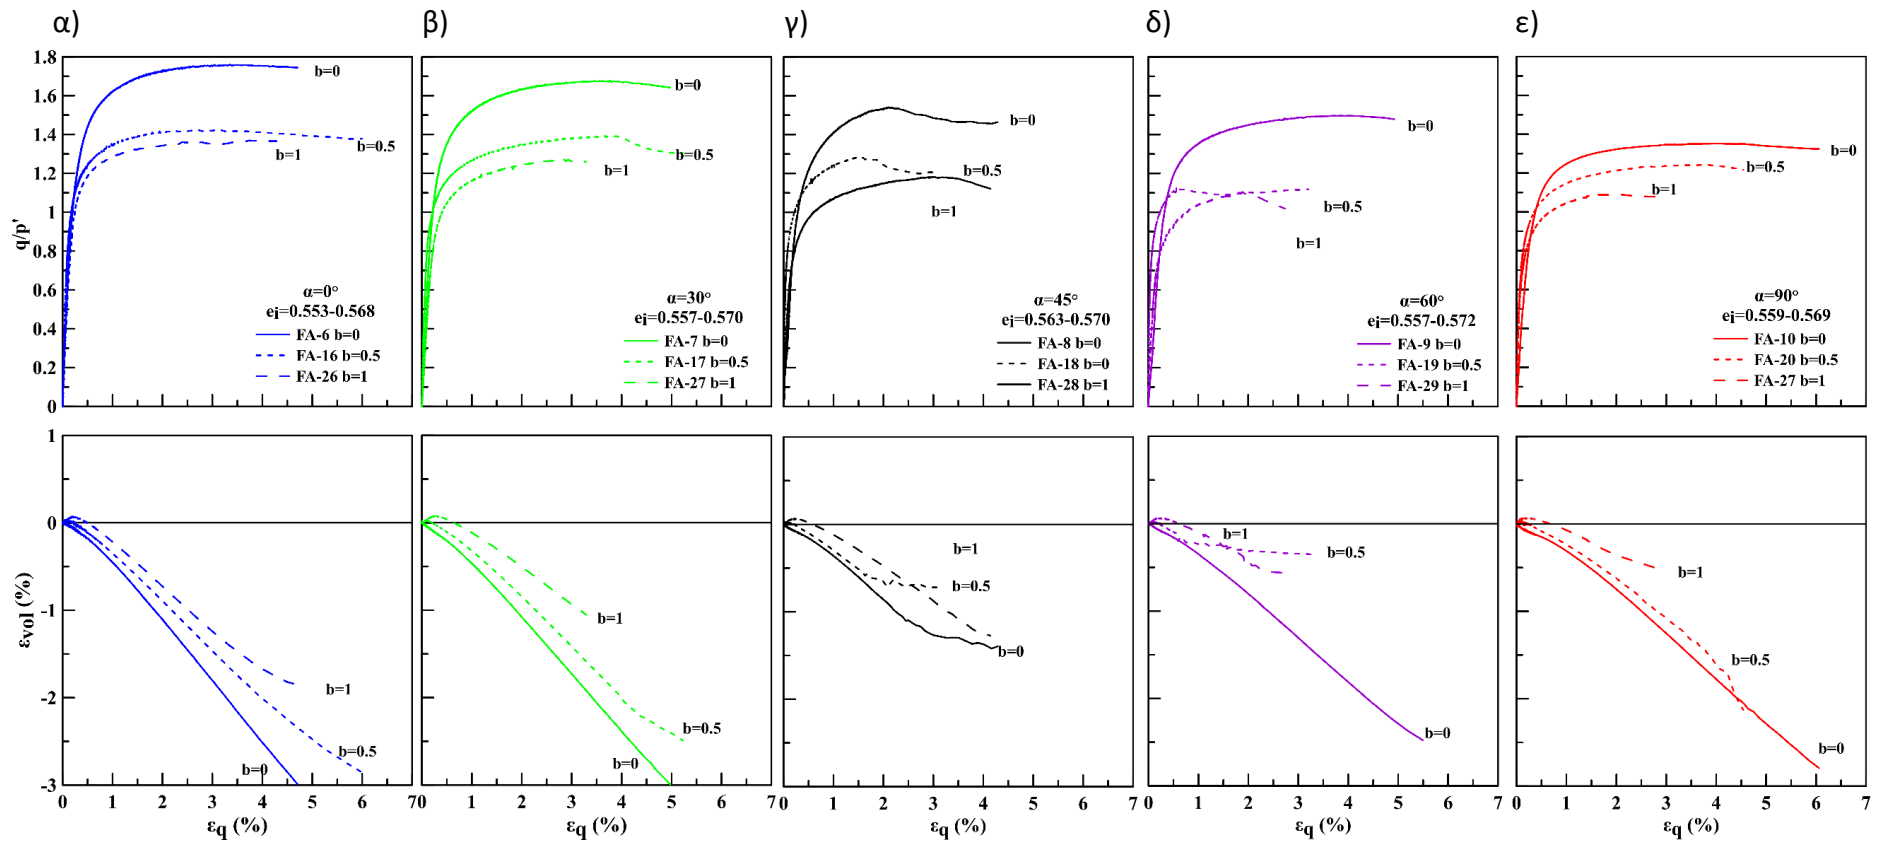 α)
β)
γ)
δ)
ε)
1.8
1.6
1.4
1.2
1
0.8
0.6
0.4
0.2
0
q/p'
b=0
b=0.5
b=1
α=0°
ei=0.553-0.568
FA-6 b=0
FA-16 b=0.5
FA-26 b=1
b=0
b=0.5
b=1
α=30°
ei=0.557-0.570
FA-7 b=0
FA-17 b=0.5
FA-27 b=1
b=0
b=0.5
b=1
α=45°
ei=0.563-0.570
FA-8 b=0
FA-18 b=0
FA-28 b=1
b=0
b=0.5
b=1
α=60°
ei=0.557-0.572
FA-9 b=0
FA-19 b=0.5
FA-29 b=1
b=0
b=0.5
b=1
α=90°
ei=0.559-0.569
FA-10 b=0
FA-20 b=0.5
FA-27 b=1
1
0
-1
-2
-3
εvol (%)
b=1
b=0.5
b=0
0 1 2 3 4 5 6 7
εq (%)
b=1
b=0.5
b=0
0 1 2 3 4 5 6 7
εq (%)
b=1
b=0.5
b=0
0 1 2 3 4 5 6 7
εq (%)
b=1
b=0.5
b=0
0 1 2 3 4 5 6 7
εq (%)
b=1
b=0.5
b=0
0 1 2 3 4 5 6 7
εq (%)